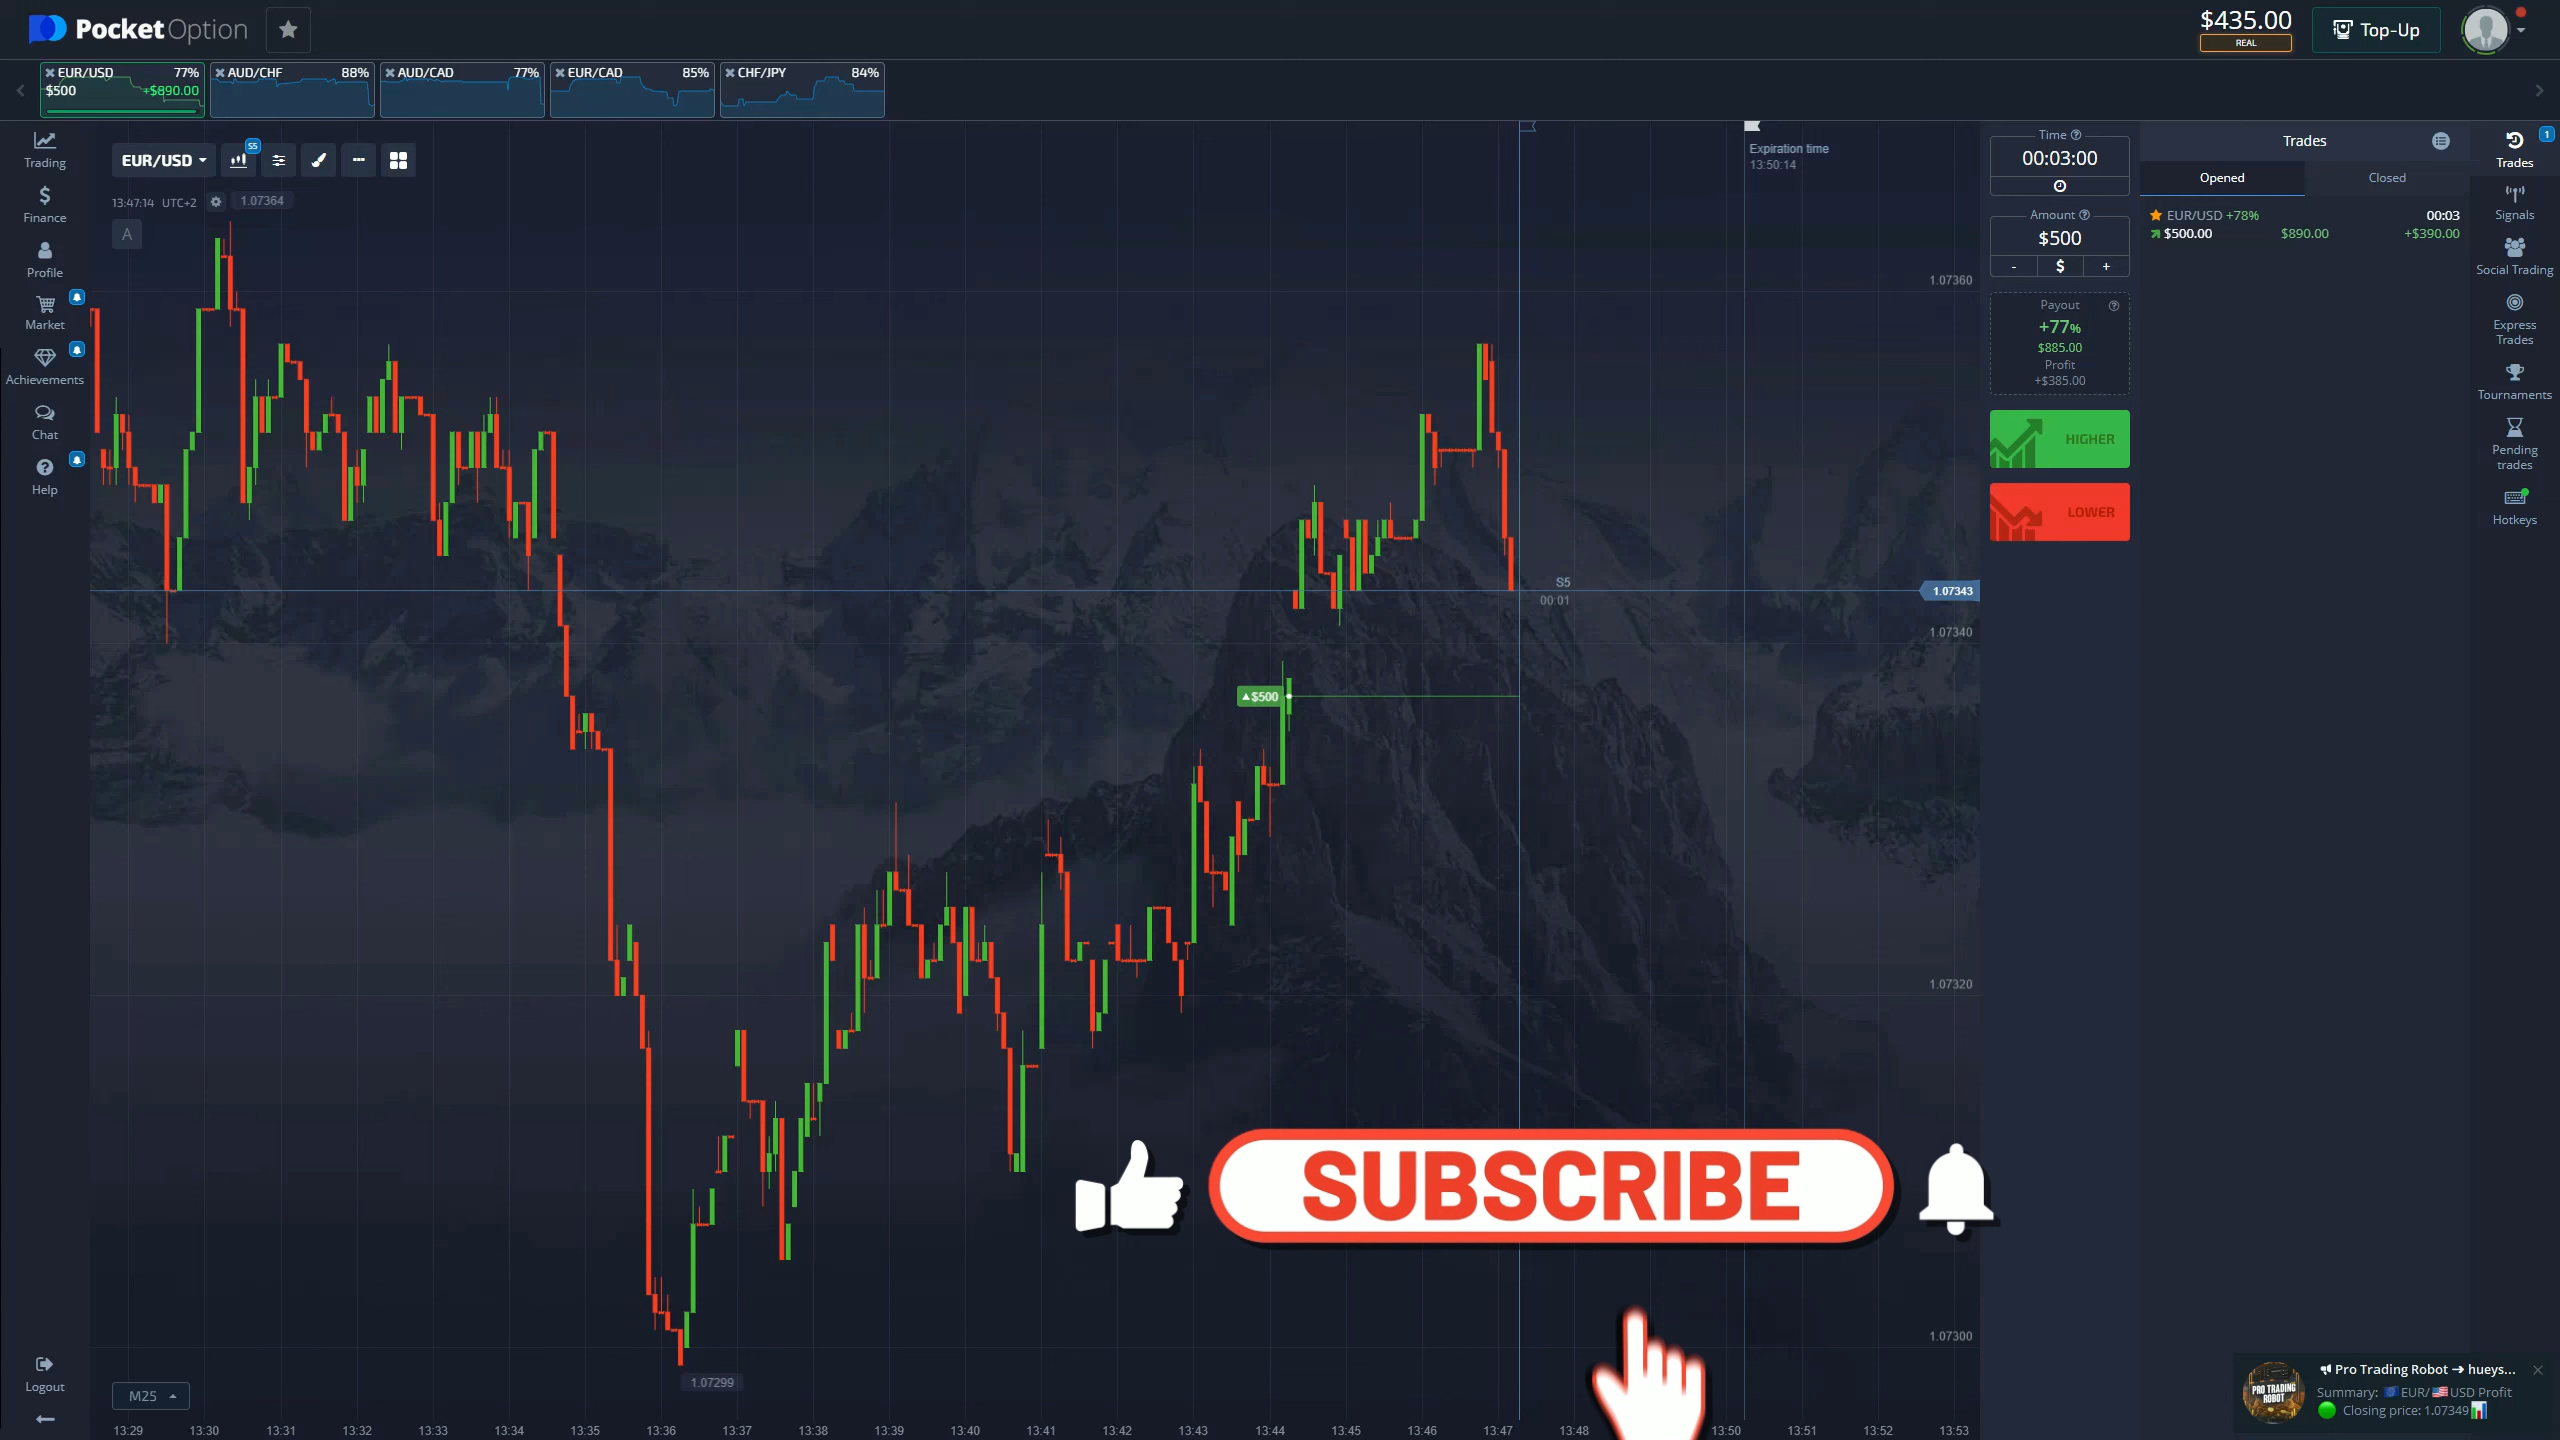 PocketOption
$435.00
REAL
Top-Up
EUR/USD 77%
$500 +$890.00
AUD/CHF 88%
AUD/CAD 77%
EUR/CAD 85%
CHF/JPY 84%
Trading
Finance
Profile
Market
Achievements
Chat
Help
Logout
EUR/USD
S5
13:47:14 UTC+2
1.07364
A
Expiration time
13:50:14
1.07360
S5
00:01
1.07343
1.07340
$500
1.07320
1.07300
1.07299
M25
13:29 13:30 13:31 13:32 13:33 13:34 13:35 13:36 13:37 13:38 13:39 13:40 13:41 13:42 13:43 13:44 13:45 13:46 13:47 13:48 13:50 13:51 13:52 13:53
SUBSCRIBE
Time
00:03:00
Amount
$500
- $ +
Payout
+77%
$885.00
Profit
+$385.00
HIGHER
LOWER
Trades
Opened Closed
EUR/USD +78% 00:03
$500.00 $890.00 +$390.00
1
Trades
Signals
Social Trading
Express
Trades
Tournaments
Pending
trades
Hotkeys
PRO TRADING
ROBOT
Pro Trading Robot → hueys...
Summary: EUR/USD Profit
Closing price: 1.07349